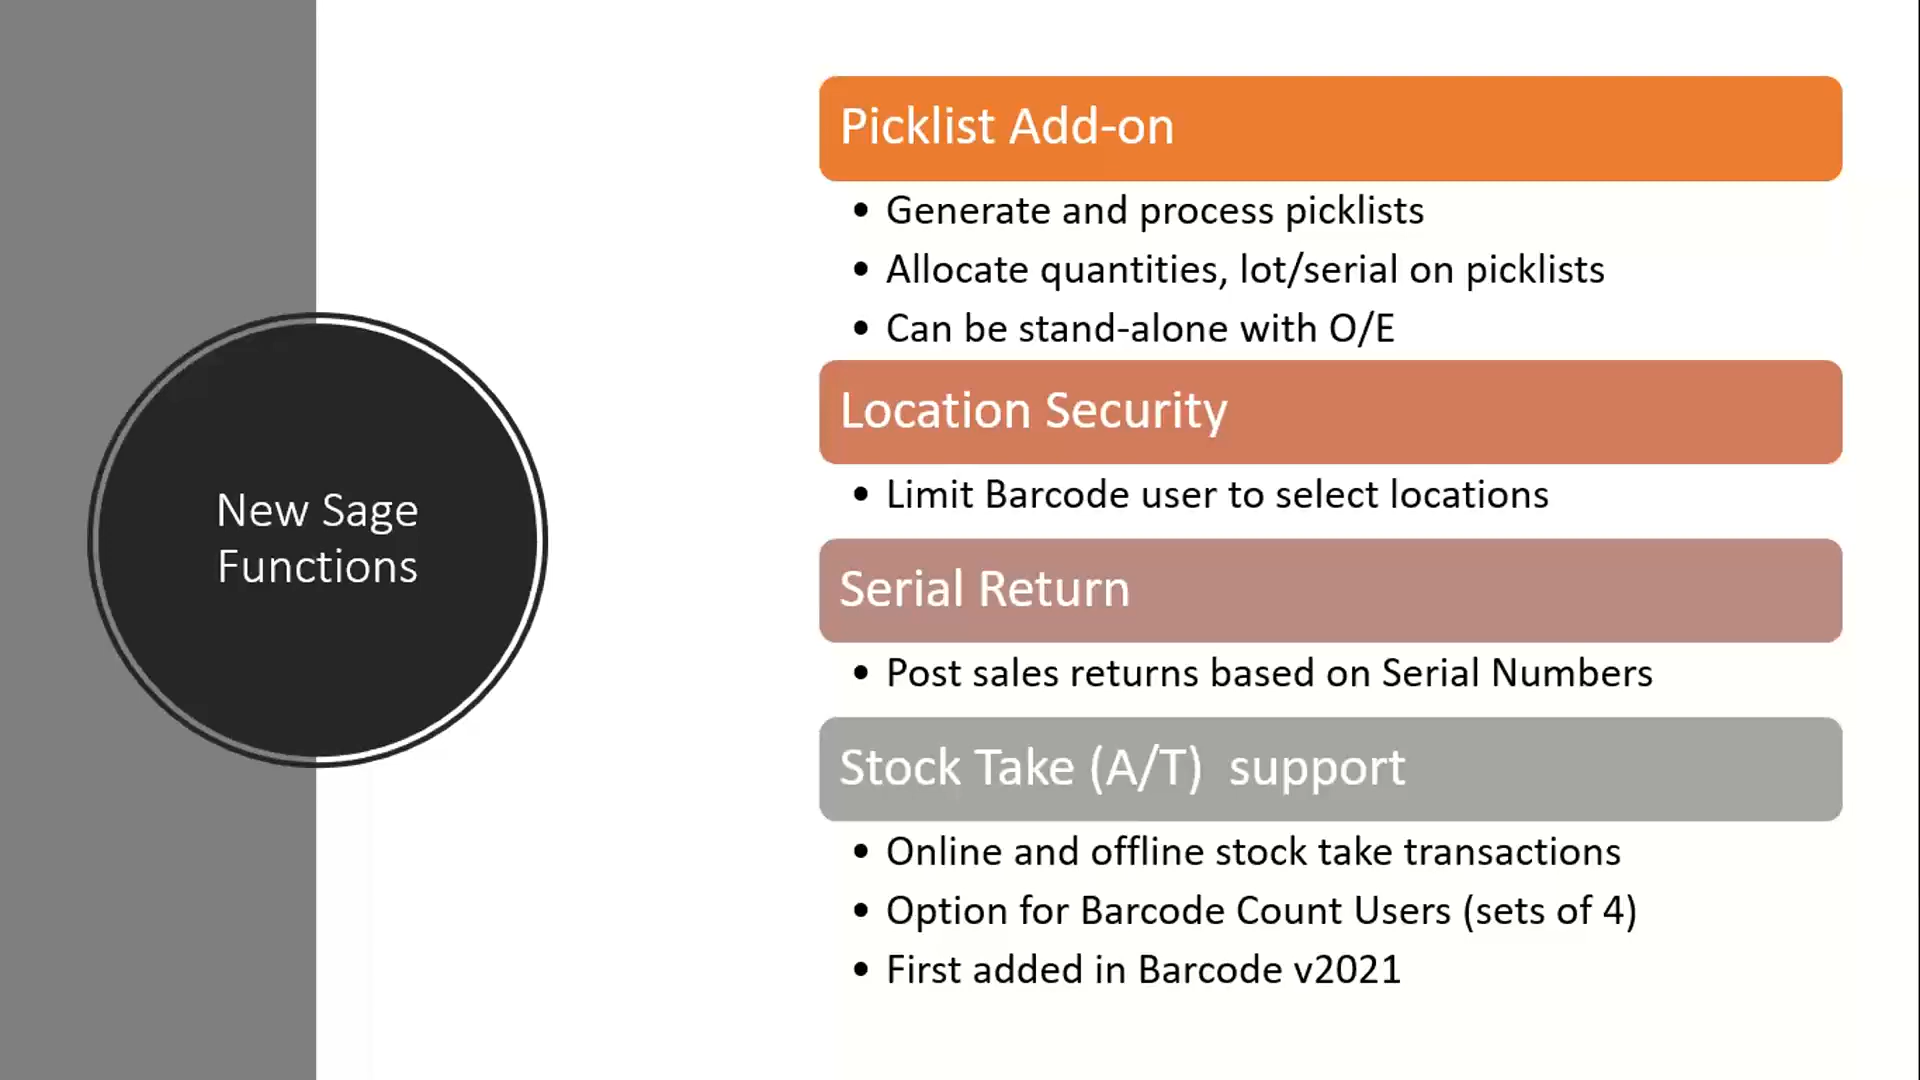 New Sage
Functions
Picklist Add-on
• Generate and process picklists
• Allocate quantities, lot/serial on picklists
• Can be stand-alone with O/E
Location Security
• Limit Barcode user to select locations
Serial Return
• Post sales returns based on Serial Numbers
Stock Take (A/T)  support
• Online and offline stock take transactions
• Option for Barcode Count Users (sets of 4)
• First added in Barcode v2021